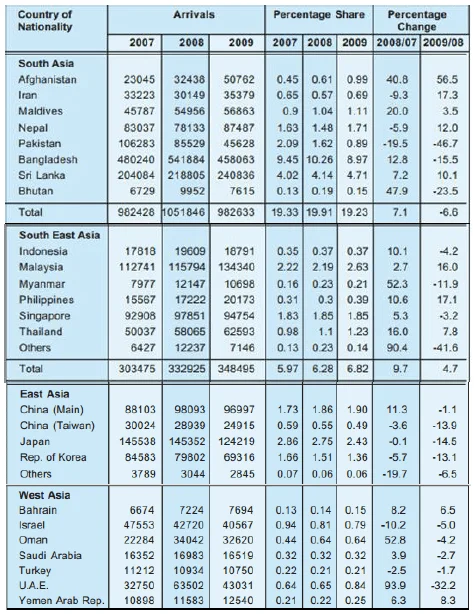 Country of Nationality Arrivals Percentage Share Percentage Change
2007 2008 2009 2007 2008 2009 2008/07 2009/08
South Asia
Afghanistan 23045 32438 50762 0.45 0.61 0.99 40.8 56.5
Iran 33223 30149 35379 0.65 0.57 0.69 -9.3 17.3
Maldives 45787 54956 56863 0.9 1.04 1.11 20.0 3.5
Nepal 83037 78133 87487 1.63 1.48 1.71 -5.9 12.0
Pakistan 106283 85529 45628 2.09 1.62 0.89 -19.5 -46.7
Bangladesh 480240 541884 458063 9.45 10.26 8.97 12.8 -15.5
Sri Lanka 204084 218805 240836 4.02 4.14 4.71 7.2 10.1
Bhutan 6729 9952 7615 0.13 0.19 0.15 47.9 -23.5
Total 982428 1051846 982633 19.33 19.91 19.23 7.1 -6.6
South East Asia
Indonesia 17818 19609 18791 0.35 0.37 0.37 10.1 -4.2
Malaysia 112741 115794 134340 2.22 2.19 2.63 2.7 16.0
Myanmar 7977 12147 10698 0.16 0.23 0.21 52.3 -11.9
Philippines 15567 17222 20173 0.31 0.3 0.39 10.6 17.1
Singapore 92908 97851 94754 1.83 1.85 1.85 5.3 -3.2
Thailand 50037 58065 62593 0.98 1.1 1.23 16.0 7.8
Others 6427 12237 7146 0.13 0.23 0.14 90.4 -41.6
Total 303475 332925 348495 5.97 6.28 6.82 9.7 4.7
East Asia
China (Main) 88103 98093 96997 1.73 1.86 1.90 11.3 -1.1
China (Taiwan) 30024 28939 24915 0.59 0.55 0.49 -3.6 -13.9
Japan 145538 145352 124219 2.86 2.75 2.43 -0.1 -14.5
Rep. of Korea 84583 79802 69316 1.66 1.51 1.36 -5.7 -13.1
Others 3789 3044 2845 0.07 0.06 0.06 -19.7 -6.5
West Asia
Bahrain 6674 7224 7694 0.13 0.14 0.15 8.2 6.5
Israel 47553 42720 40567 0.94 0.81 0.79 -10.2 -5.0
Oman 22284 34042 32620 0.44 0.64 0.64 52.8 -4.2
Saudi Arabia 16352 16983 16519 0.32 0.32 0.32 3.9 -2.7
Turkey 11212 10934 10750 0.22 0.21 0.21 -2.5 -1.7
U.A.E. 32750 63502 43031 0.64 0.65 0.84 93.9 -32.2
Yemen Arab Rep. 10898 11583 12540 0.21 0.22 0.25 6.3 8.3